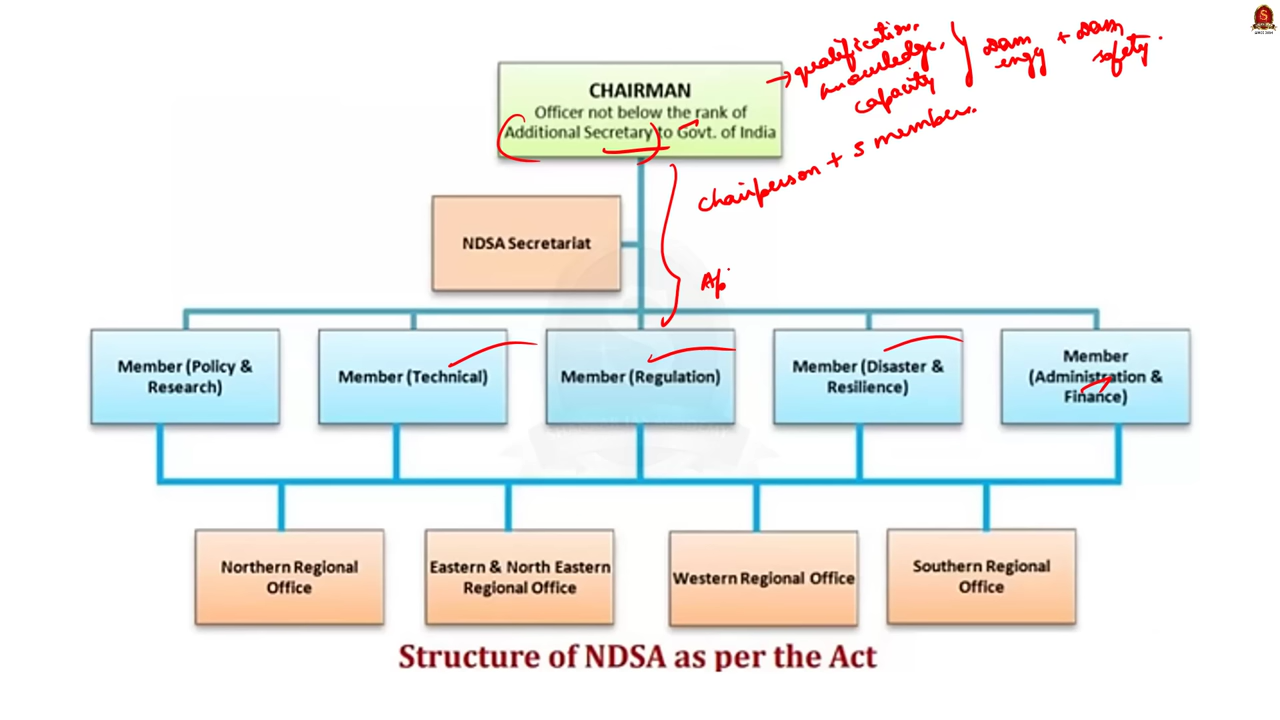 CHAIRMAN
Officer not below the rank of
Additional Secretary to Govt. of India
→ qualification.
knowledge,
capacity
dam
engg
+ dam
safety.
Chairperson + 5 member.
NDSA Secretariat
Ap
Member (Policy &
Research)
Member (Technical)
Member (Regulation)
Member (Disaster &
Resilience)
Member
(Administration &
Finance)
Northern Regional
Office
Eastern & North Eastern
Regional Office
Western Regional Office
Southern Regional
Office
Structure of NDSA as per the Act